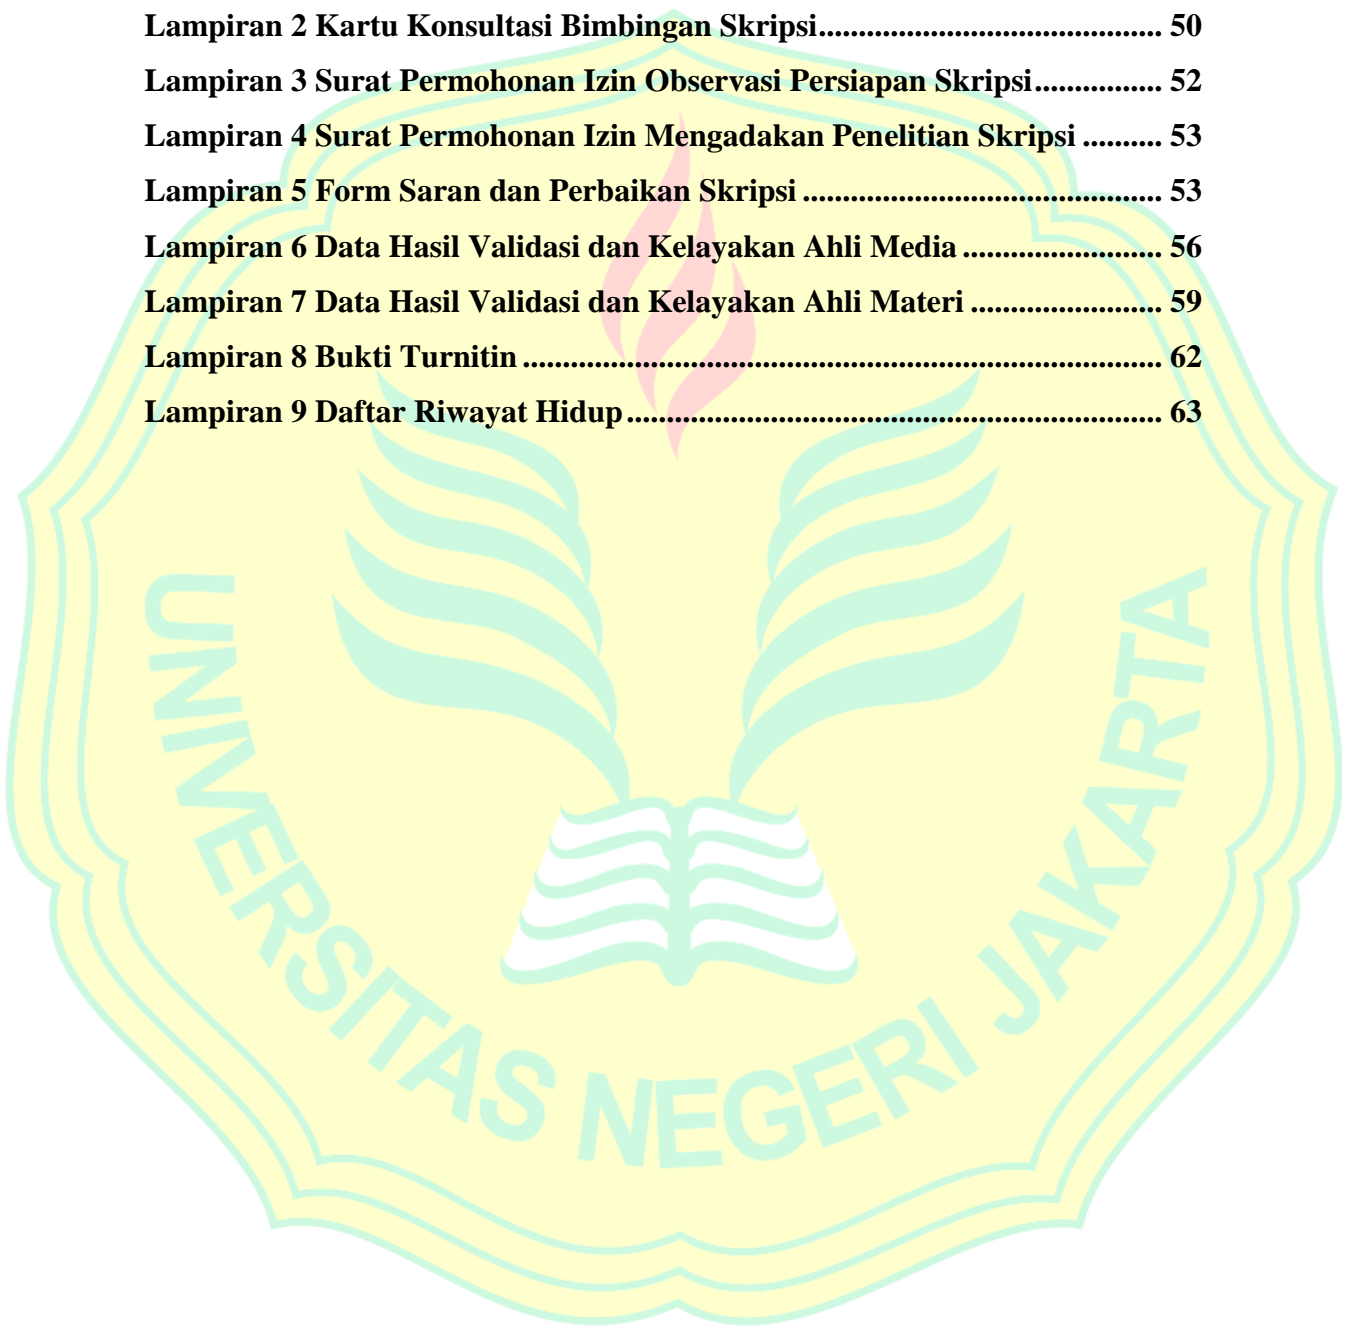 Lampiran 2 Kartu Konsultasi Bimbingan Skripsi........................................... 50
Lampiran 3 Surat Permohonan Izin Observasi Persiapan Skripsi................ 52
Lampiran 4 Surat Permohonan Izin Mengadakan Penelitian Skripsi .......... 53
Lampiran 5 Form Saran dan Perbaikan Skripsi ............................................. 53
Lampiran 6 Data Hasil Validasi dan Kelayakan Ahli Media ......................... 56
Lampiran 7 Data Hasil Validasi dan Kelayakan Ahli Materi ........................ 59
Lampiran 8 Bukti Turnitin ................................................................................ 62
Lampiran 9 Daftar Riwayat Hidup ................................................................... 63
UNIVERSITAS NEGERI JAKARTA